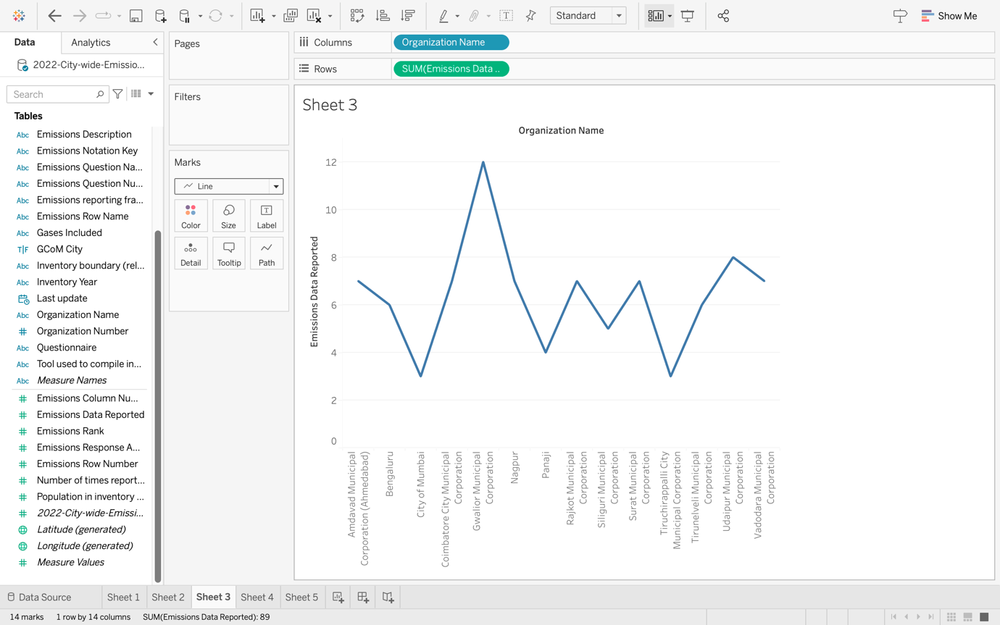 Standard
Show Me
Data
Analytics
2022-City-wide-Emissio...
Search
Tables
Abc Emissions Description
Abc Emissions Notation Key
Abc Emissions Question Na...
Abc Emissions Question Nu...
Abc Emissions reporting fra...
Abc Emissions Row Name
Abc Gases Included
T|F GCoM City
Abc Inventory boundary (rel...
Abc Inventory Year
Last update
Abc Organization Name
# Organization Number
Abc Questionnaire
Abc Tool used to compile in...
Abc Measure Names
# Emissions Column Nu...
# Emissions Data Reported
# Emissions Rank
# Emissions Response A...
# Emissions Row Number
# Number of times report...
# Population in inventory ...
# 2022-City-wide-Emissi...
Latitude (generated)
Longitude (generated)
# Measure Values
Pages
Filters
Marks
Line
Color
Size
T
Label
Detail
Tooltip
Path
Columns
Organization Name
Rows
SUM(Emissions Data ..
Sheet 3
Organization Name
Emissions Data Reported
12
10
8
6
4
2
0
Amdavad Municipal
Corporation (Ahmedabad)
Bengaluru
City of Mumbai
Coimbatore City Municipal
Corporation
Gwalior Municipal
Corporation
Nagpur
Panaji
Rajkot Municipal
Corporation
Siliguri Municipal
Corporation
Surat Municipal
Corporation
Tiruchirappalli City
Municipal Corporation
Tirunelveli Municipal
Corporation
Udaipur Municipal
Corporation
Vadodara Municipal
Corporation
Data Source
Sheet 1
Sheet 2
Sheet 3
Sheet 4
Sheet 5
14 marks
1 row by 14 columns
SUM(Emissions Data Reported): 89